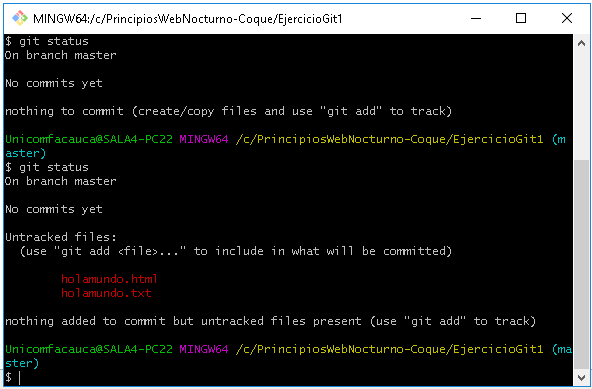 MINGW64:/c/PrincipiosWebNocturno-Coque/EjercicioGit1
$ git status
On branch master
No commits yet
nothing to commit (create/copy files and use "git add" to track)
Unicomfacauca@SALA4-PC22 MINGW64 /c/PrincipiosWebNocturno-Coque/EjercicioGit1 (m
aster)
$ git status
On branch master
No commits yet
Untracked files:
  (use "git add <file>..." to include in what will be committed)
        holamundo.html
        holamundo.txt
nothing added to commit but untracked files present (use "git add" to track)
Unicomfacauca@SALA4-PC22 MINGW64 /c/PrincipiosWebNocturno-Coque/EjercicioGit1 (ma
ster)
$